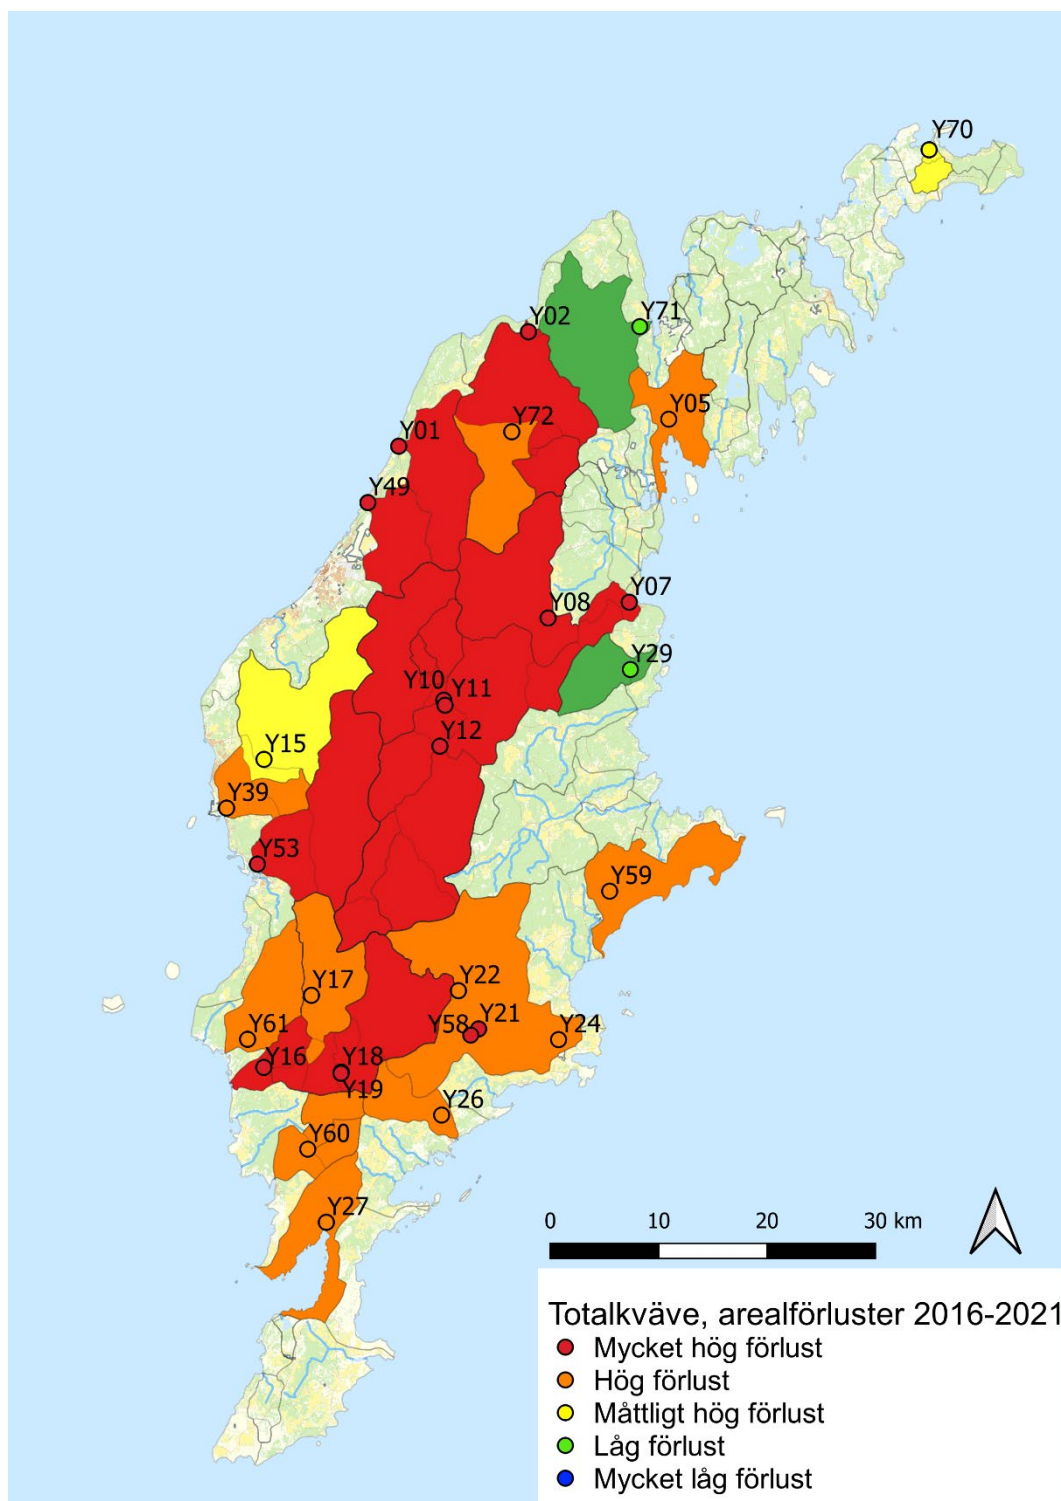 Y70
Y02
Y71
Y05
Y72
Y01
Y49
Y07
Y08
Y29
Y10
Y11
Y12
Y15
Y39
Y53
Y59
Y17
Y22
Y61
Y58
Y21
Y24
Y16
Y18
Y19
Y26
Y60
Y27
0 10 20 30 km
Totalkväve, arealförluster 2016-2021
Mycket hög förlust
Hög förlust
Måttligt hög förlust
Låg förlust
Mycket låg förlust